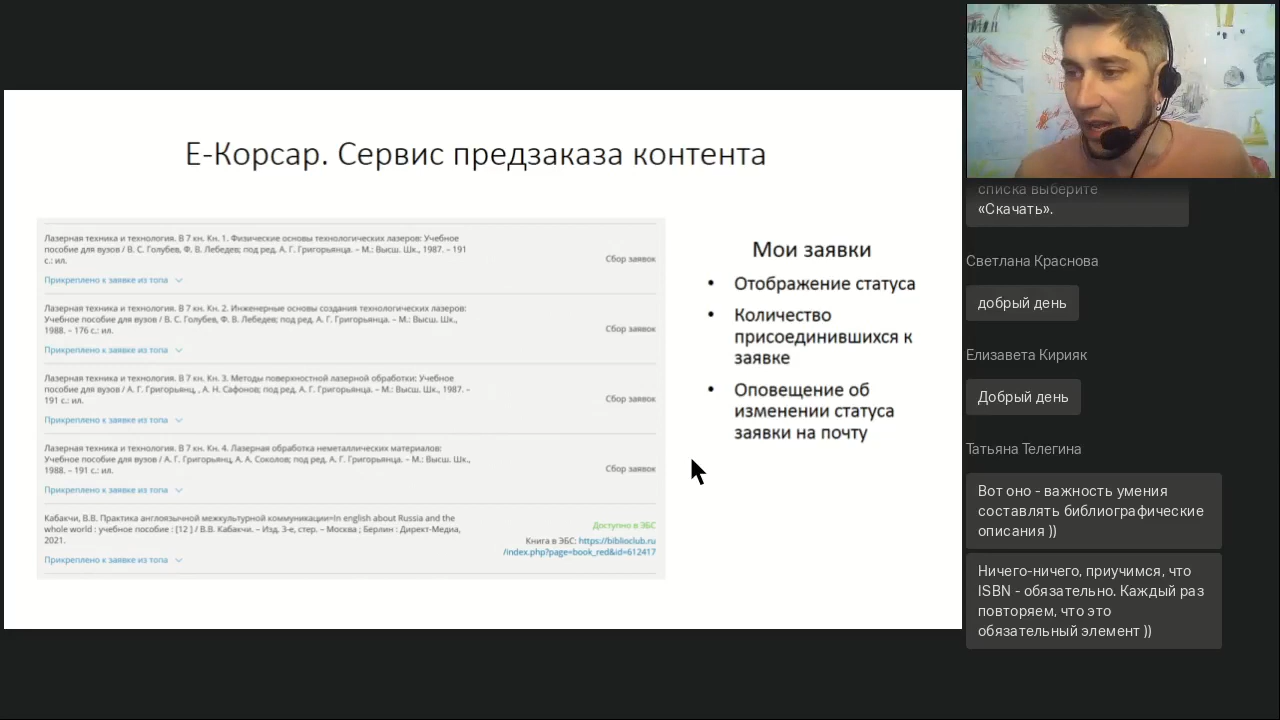 Е-Корсар. Сервис предзаказа контента
Лазерная техника и технология. В 7 кн. Кн. 1. Физические основы технологических лазеров: Учебное
пособие для вузов / В. С. Голубев, Ф. В. Лебедев; под ред. А. Г. Григорьянца. – М.: Высш. Шк., 1987. – 191
с.: ил.
Сбор заявок
Прикреплено к заявке из топа
Лазерная техника и технология. В 7 кн. Кн. 2. Инженерные основы создания технологических лазеров:
Учебное пособие для вузов / В. С. Голубев, Ф. В. Лебедев; под ред. А. Г. Григорьянца. – М.: Высш. Шк.,
1988. – 176 с.: ил.
Сбор заявок
Прикреплено к заявке из топа
Лазерная техника и технология. В 7 кн. Кн. 3. Методы поверхностной лазерной обработки: Учебное
пособие для вузов / А. Г. Григорьянц, , А. Н. Сафонов; под ред. А. Г. Григорьянца. – М.: Высш. Шк., 1987. –
191 с.: ил.
Сбор заявок
Прикреплено к заявке из топа
Лазерная техника и технология. В 7 кн. Кн. 4. Лазерная обработка неметаллических материалов:
Учебное пособие для вузов / А. Г. Григорьянц, А. А. Соколов; под ред. А. Г. Григорьянца. – М.: Высш. Шк.,
1988. – 191 с.: ил.
Сбор заявок
Прикреплено к заявке из топа
Кабакчи, В.В. Практика англоязычной межкультурной коммуникации=In english about Russia and the
whole world : учебное пособие : [12 ] / В.В. Кабакчи. – Изд. 3-е, стер. – Москва ; Берлин : Директ-Медиа,
2021.
Доступно в ЭБС
Книга в ЭБС: https://biblioclub.ru
/index.php?page=book_red&id=612417
Прикреплено к заявке из топа
Мои заявки
• Отображение статуса
• Количество
присоединившихся к
заявке
• Оповещение об
изменении статуса
заявки на почту
списка выберите
«Скачать».
Светлана Краснова
добрый день
Елизавета Кирияк
Добрый день
Татьяна Телегина
Вот оно - важность умения
составлять библиографические
описания ))
Ничего-ничего, приучимся, что
ISBN - обязательно. Каждый раз
повторяем, что это
обязательный элемент ))